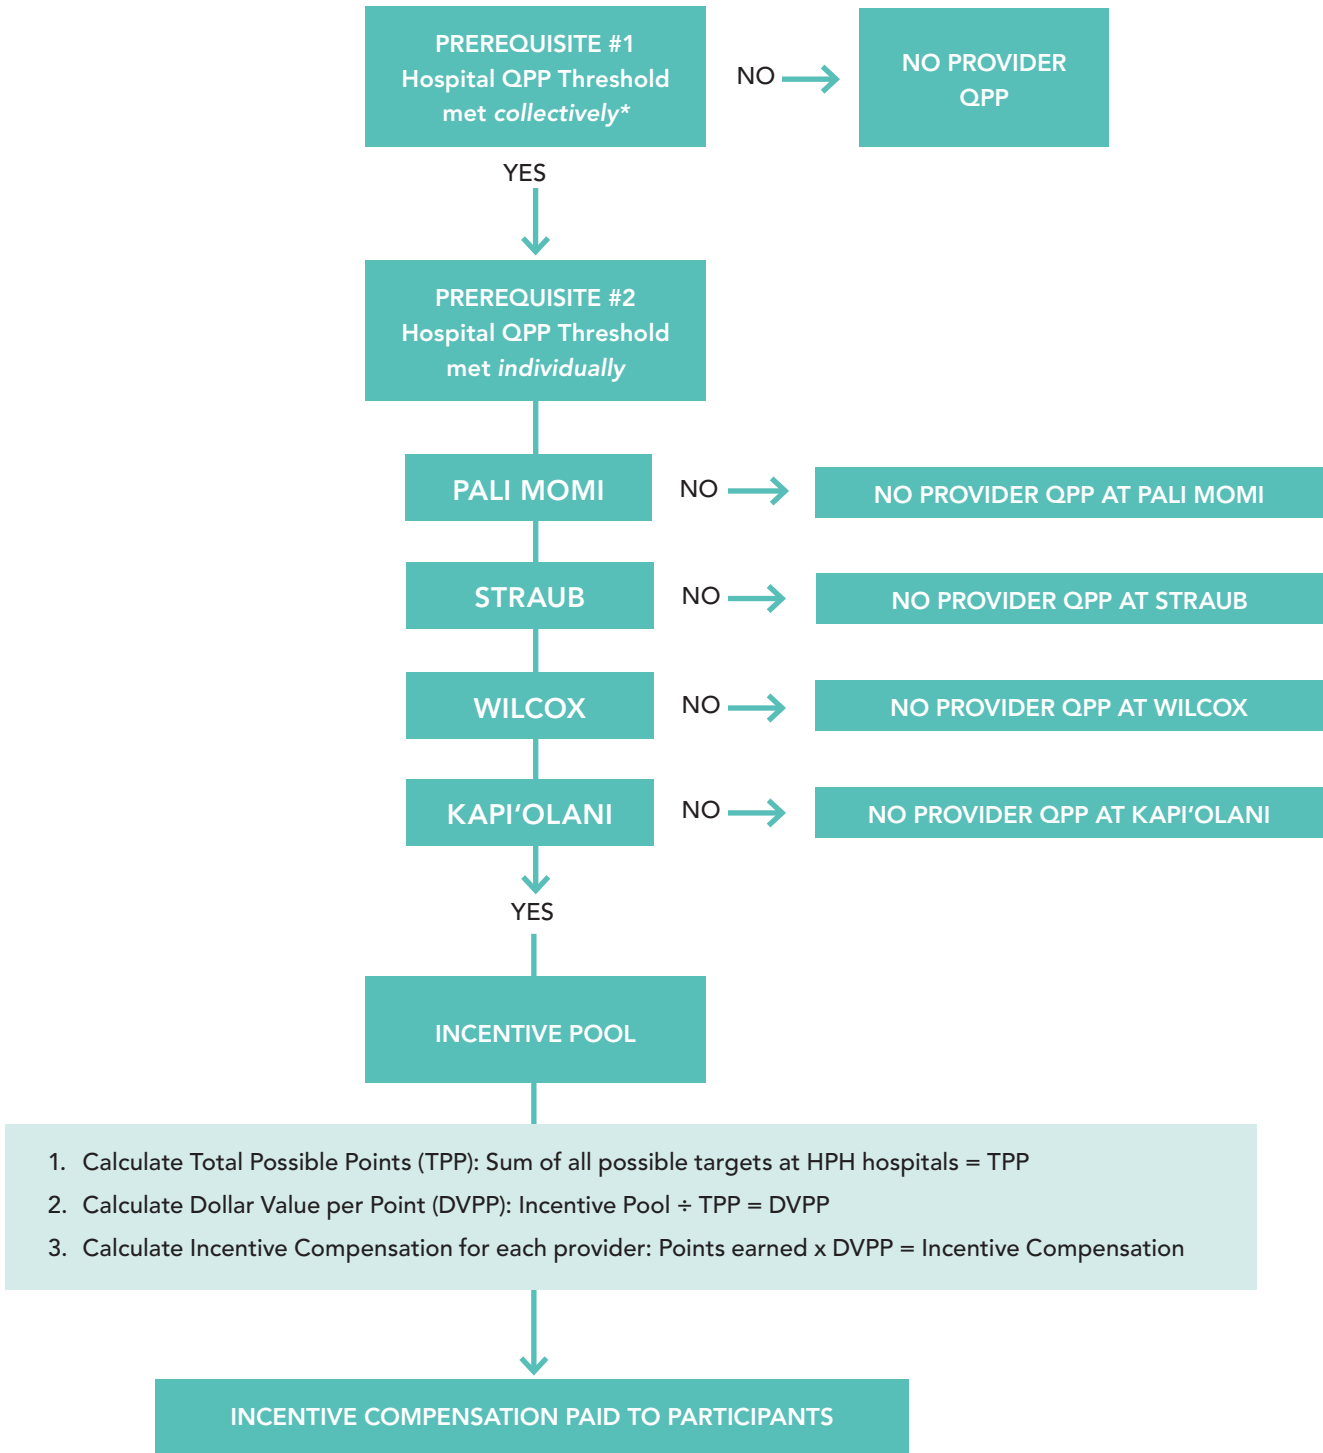 PREREQUISITE #1
Hospital QPP Threshold
met collectively*
NO
NO PROVIDER
QPP
YES
PREREQUISITE #2
Hospital QPP Threshold
met individually
PALI MOMI
NO
NO PROVIDER QPP AT PALI MOMI
STRAUB
NO
NO PROVIDER QPP AT STRAUB
WILCOX
NO
NO PROVIDER QPP AT WILCOX
KAPI’OLANI
NO
NO PROVIDER QPP AT KAPI’OLANI
YES
INCENTIVE POOL
1. Calculate Total Possible Points (TPP): Sum of all possible targets at HPH hospitals = TPP
2. Calculate Dollar Value per Point (DVPP): Incentive Pool ÷ TPP = DVPP
3. Calculate Incentive Compensation for each provider: Points earned x DVPP = Incentive Compensation
INCENTIVE COMPENSATION PAID TO PARTICIPANTS